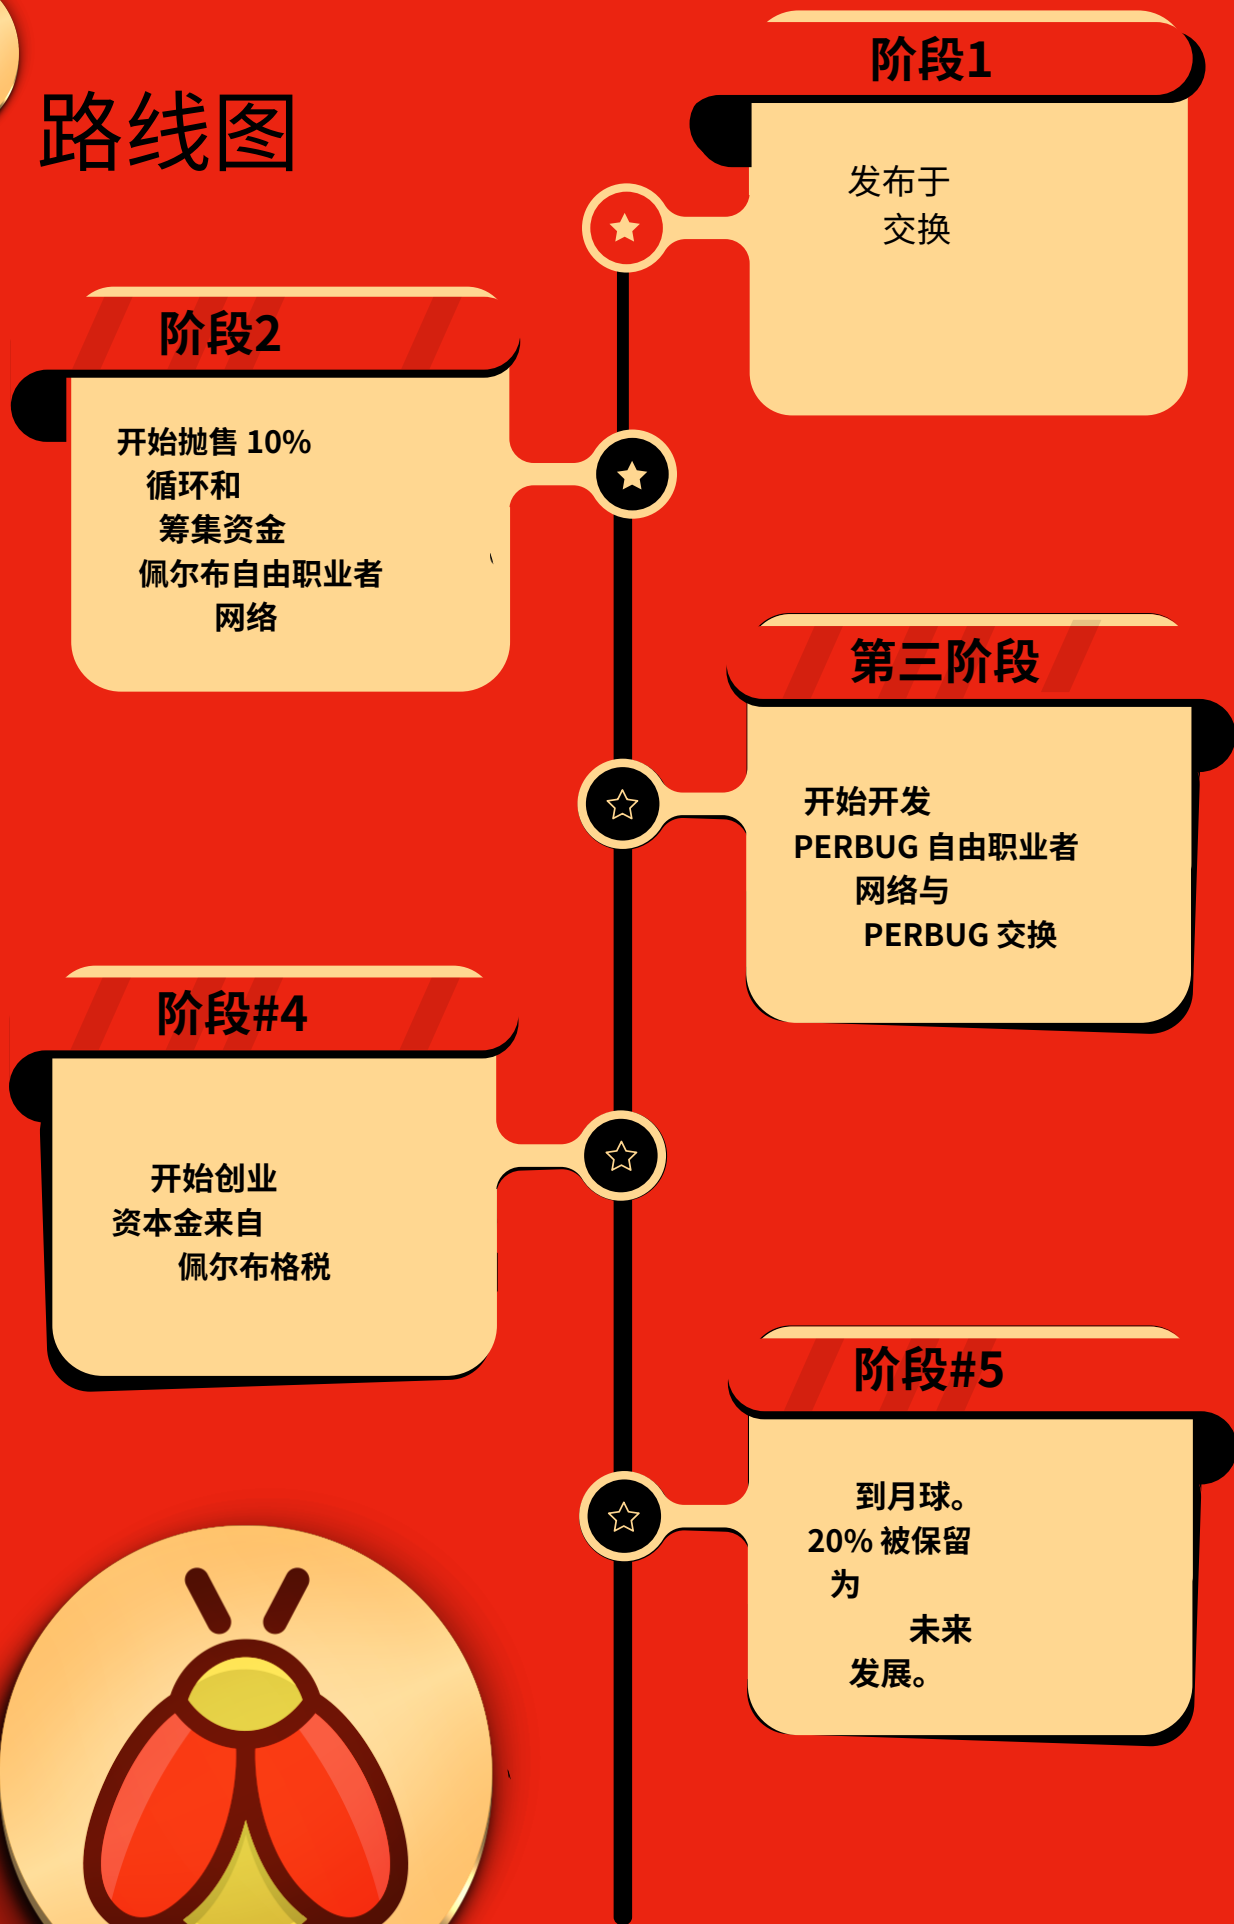 路线图
阶段1
发布于
交换
阶段2
开始抛售 10%
循环和
筹集资金
佩尔布自由职业者
网络
第三阶段
开始开发
PERBUG 自由职业者
网络与
PERBUG 交换
阶段#4
开始创业
资本金来自
佩尔布格税
阶段#5
到月球。
20% 被保留
为
未来
发展。